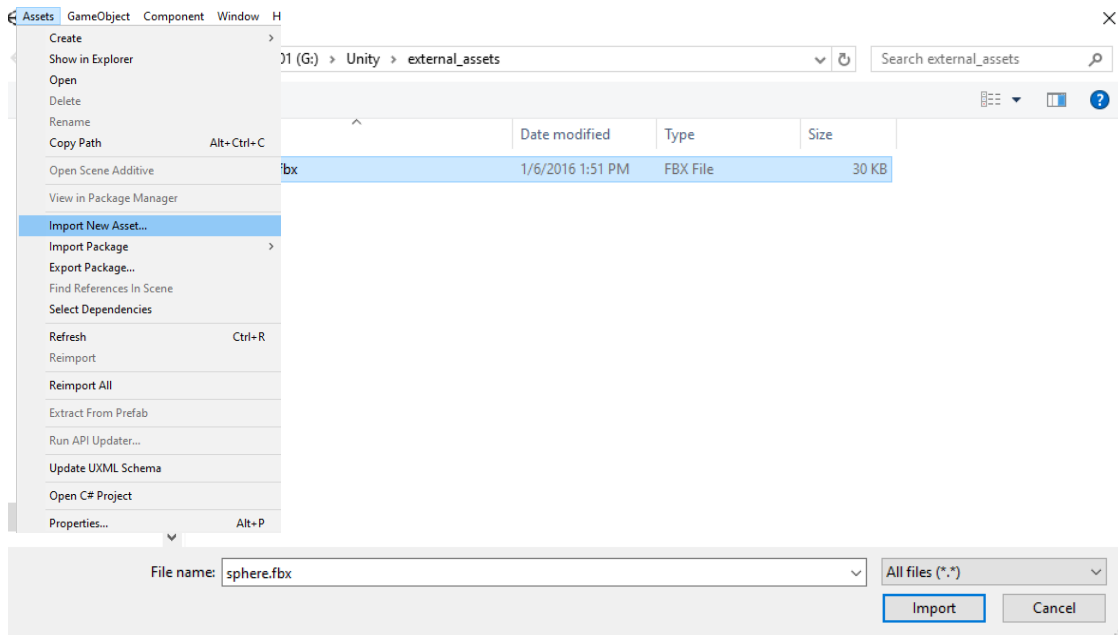 Assets GameObject Component Window H
Create
Show in Explorer
Open
Delete
Rename
Copy Path Alt+Ctrl+C
Open Scene Additive
View in Package Manager
Import New Asset...
Import Package
Export Package...
Find References In Scene
Select Dependencies
Refresh Ctrl+R
Reimport
Reimport All
Extract From Prefab
Run API Updater...
Update UXML Schema
Open C# Project
Properties... Alt+P
01 (G:) > Unity > external_assets
Search external_assets
Date modified Type Size
fbx 1/6/2016 1:51 PM FBX File 30 KB
File name: sphere.fbx All files (*.*)
Import Cancel